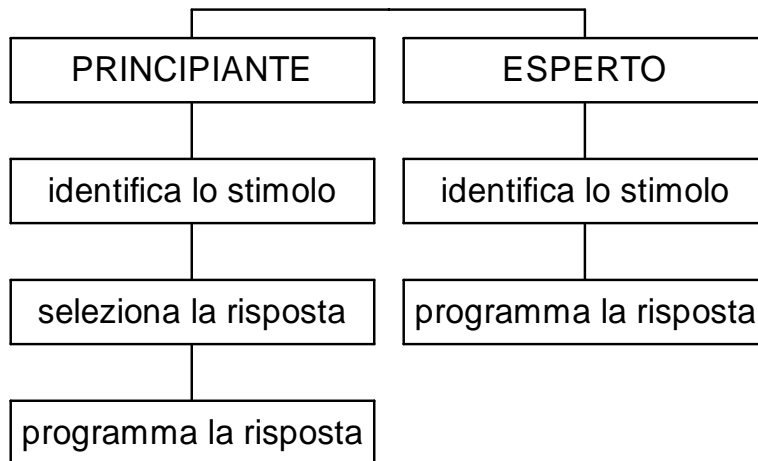 PRINCIPIANTE
identifica lo stimolo
seleziona la risposta
programma la risposta
ESPERTO
identifica lo stimolo
programma la risposta